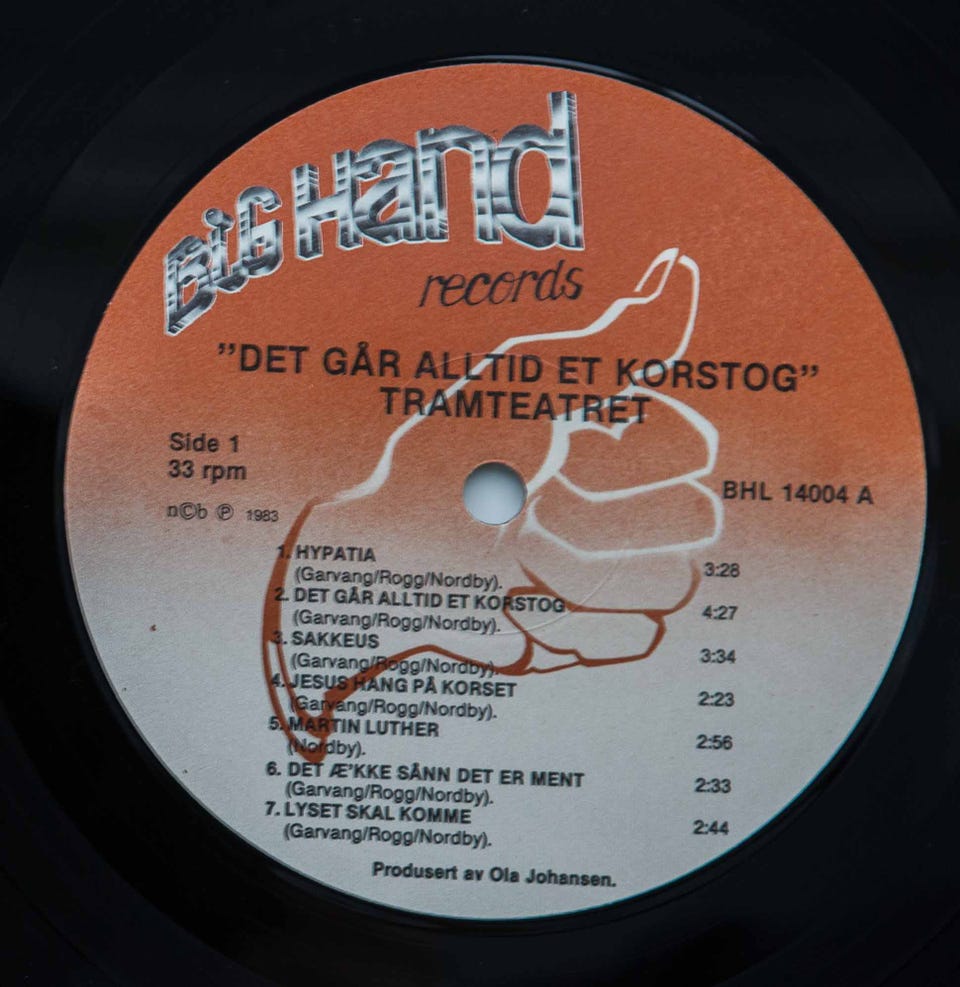 BiG Hand
records
”DET GÅR ALLTID ET KORSTOG”
TRAMTEATRET
Side 1
33 rpm
n©b ℗ 1983
BHL 14004 A
1. HYPATIA
(Garvang/Rogg/Nordby). 3:28
2. DET GÅR ALLTID ET KORSTOG
(Garvang/Rogg/Nordby). 4:27
3. SAKKEUS
(Garvang/Rogg/Nordby). 3:34
4. JESUS HANG PÅ KORSET
(Garvang/Rogg/Nordby). 2:23
5. MARTIN LUTHER
(Nordby). 2:56
6. DET Æ’KKE SÅNN DET ER MENT
(Garvang/Rogg/Nordby). 2:33
7. LYSET SKAL KOMME
(Garvang/Rogg/Nordby). 2:44
Produsert av Ola Johansen.